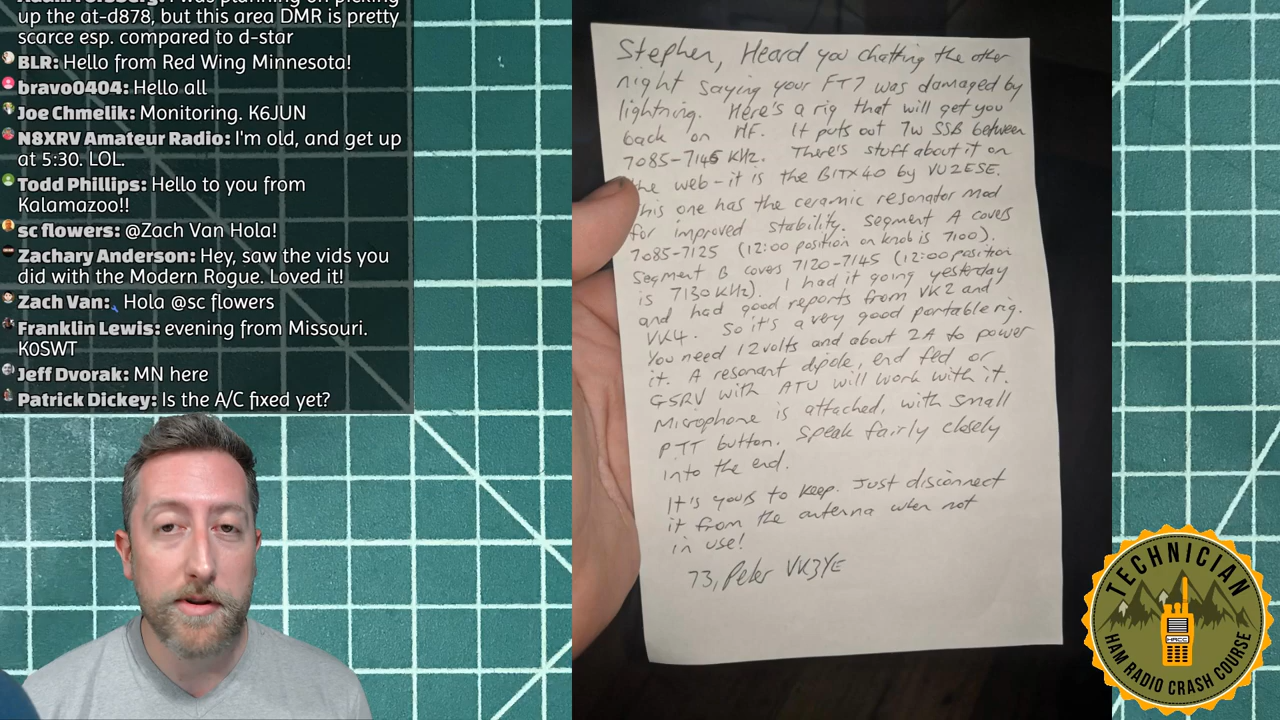 up the at-d878, but this area DMR is pretty
scarce esp. compared to d-star
BLR: Hello from Red Wing Minnesota!
bravo0404: Hello all
Joe Chmelik: Monitoring. K6JUN
N8XRV Amateur Radio: I'm old, and get up
at 5:30. LOL.
Todd Phillips: Hello to you from
Kalamazoo!!
sc flowers: @Zach Van Hola!
Zachary Anderson: Hey, saw the vids you
did with the Modern Rogue. Loved it!
Zach Van: Hola @sc flowers
Franklin Lewis: evening from Missouri.
K0SWT
Jeff Dvorak: MN here
Patrick Dickey: Is the A/C fixed yet?
Stephen, Heard you chatting the other
night saying your FT7 was damaged by
lightning. Here's a rig that will get you
back on HF. It puts out 7w SSB between
7085-7145 KHz. There's stuff about it on
the web - it is the BITX40 by VU2ESE.
This one has the ceramic resonator mod
for improved stability. Segment A covers
7085-7125 (12:00 position on knob is 7100).
Segment B covers 7120-7145 (12:00 position
is 7130 KHz). I had it going yesterday
and had good reports from VK2 and
VK4. So it's a very good portable rig.
You need 12 volts and about 2A to power
it. A resonant dipole, end fed or
G5RV with ATU will work with it.
Microphone is attached, with small
PTT button. Speak fairly closely
into the end.
It's yours to keep. Just disconnect
it from the antenna when not
in use!
73, Peter VK3YE
TECHNICIAN
HRCC
HAM RADIO CRASH COURSE